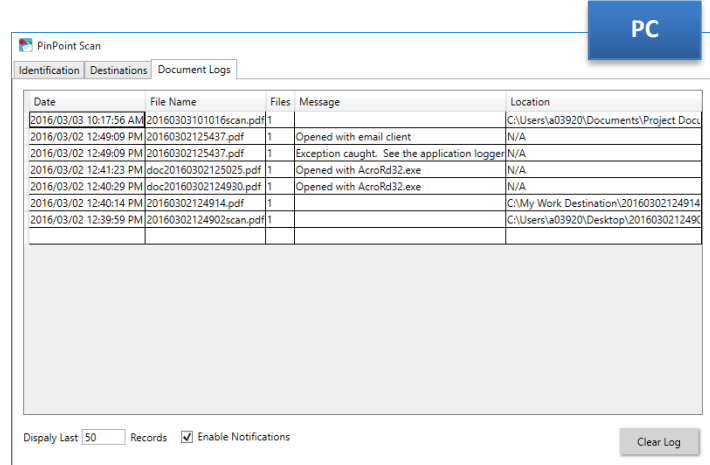 PC
PinPoint Scan
Identification Destinations Document Logs
Date File Name Files Message Location
2016/03/03 10:17:56 AM 20160303101016scan.pdf 1 C:\Users\a03920\Documents\Project Docu
2016/03/02 12:49:09 PM 20160302125437.pdf 1 Opened with email client N/A
2016/03/02 12:49:09 PM 20160302125437.pdf 1 Exception caught. See the application logger N/A
2016/03/02 12:41:23 PM doc20160302125025.pdf 1 Opened with AcroRd32.exe N/A
2016/03/02 12:40:29 PM doc20160302124930.pdf 1 Opened with AcroRd32.exe N/A
2016/03/02 12:40:14 PM 20160302124914.pdf 1 C:\My Work Destination\20160302124914
2016/03/02 12:39:59 PM 20160302124902scan.pdf 1 C:\Users\a03920\Desktop\2016030212490
Dispaly Last 50 Records Enable Notifications
Clear Log